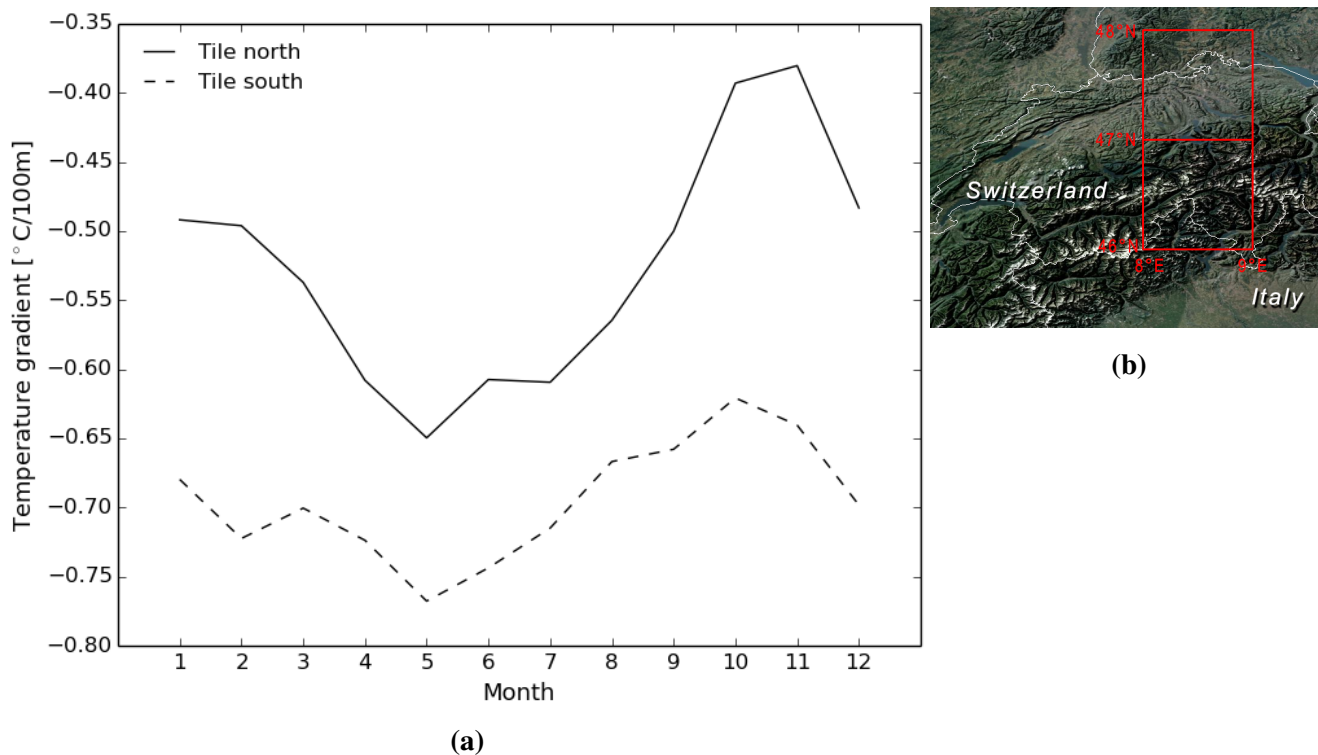 −0.35
−0.40
−0.45
−0.50
−0.55
−0.60
−0.65
−0.70
−0.75
−0.80
Temperature gradient [°C/100m]
Tile north
Tile south
1 2 3 4 5 6 7 8 9 10 11 12
Month
(a)
48°N
47°N
Switzerland
46°N
8°E 9°E
Italy
(b)